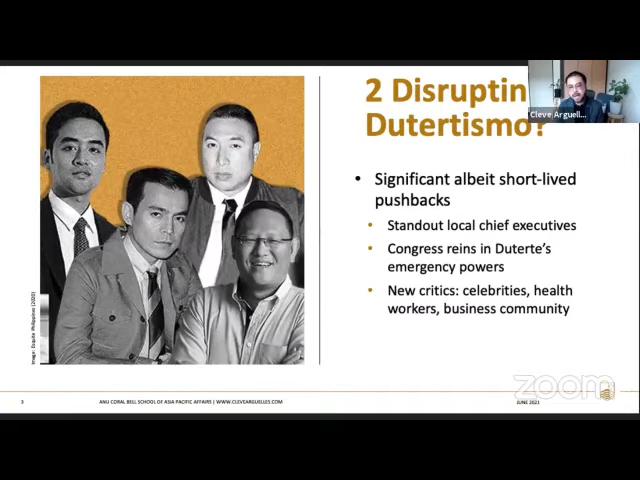 2 Disruptin
Dutertismo?
Cleve Arguell...
• Significant albeit short-lived
pushbacks
• Standout local chief executives
• Congress reins in Duterte's
emergency powers
• New critics: celebrities, health
workers, business community
Image: Esquire Philippines (2020)
zoom
3
ANU CORAL BELL SCHOOL OF ASIA PACIFIC AFFAIRS | WWW.CLEVEARGUELLES.COM
JUNE 2021